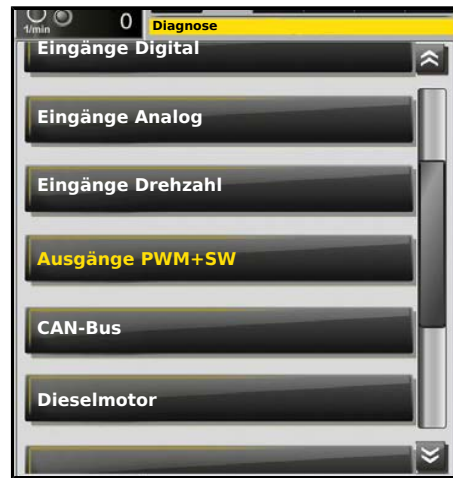 1/min
0
Diagnose
Eingänge Digital
Eingänge Analog
Eingänge Drehzahl
Ausgänge PWM+SW
CAN-Bus
Dieselmotor